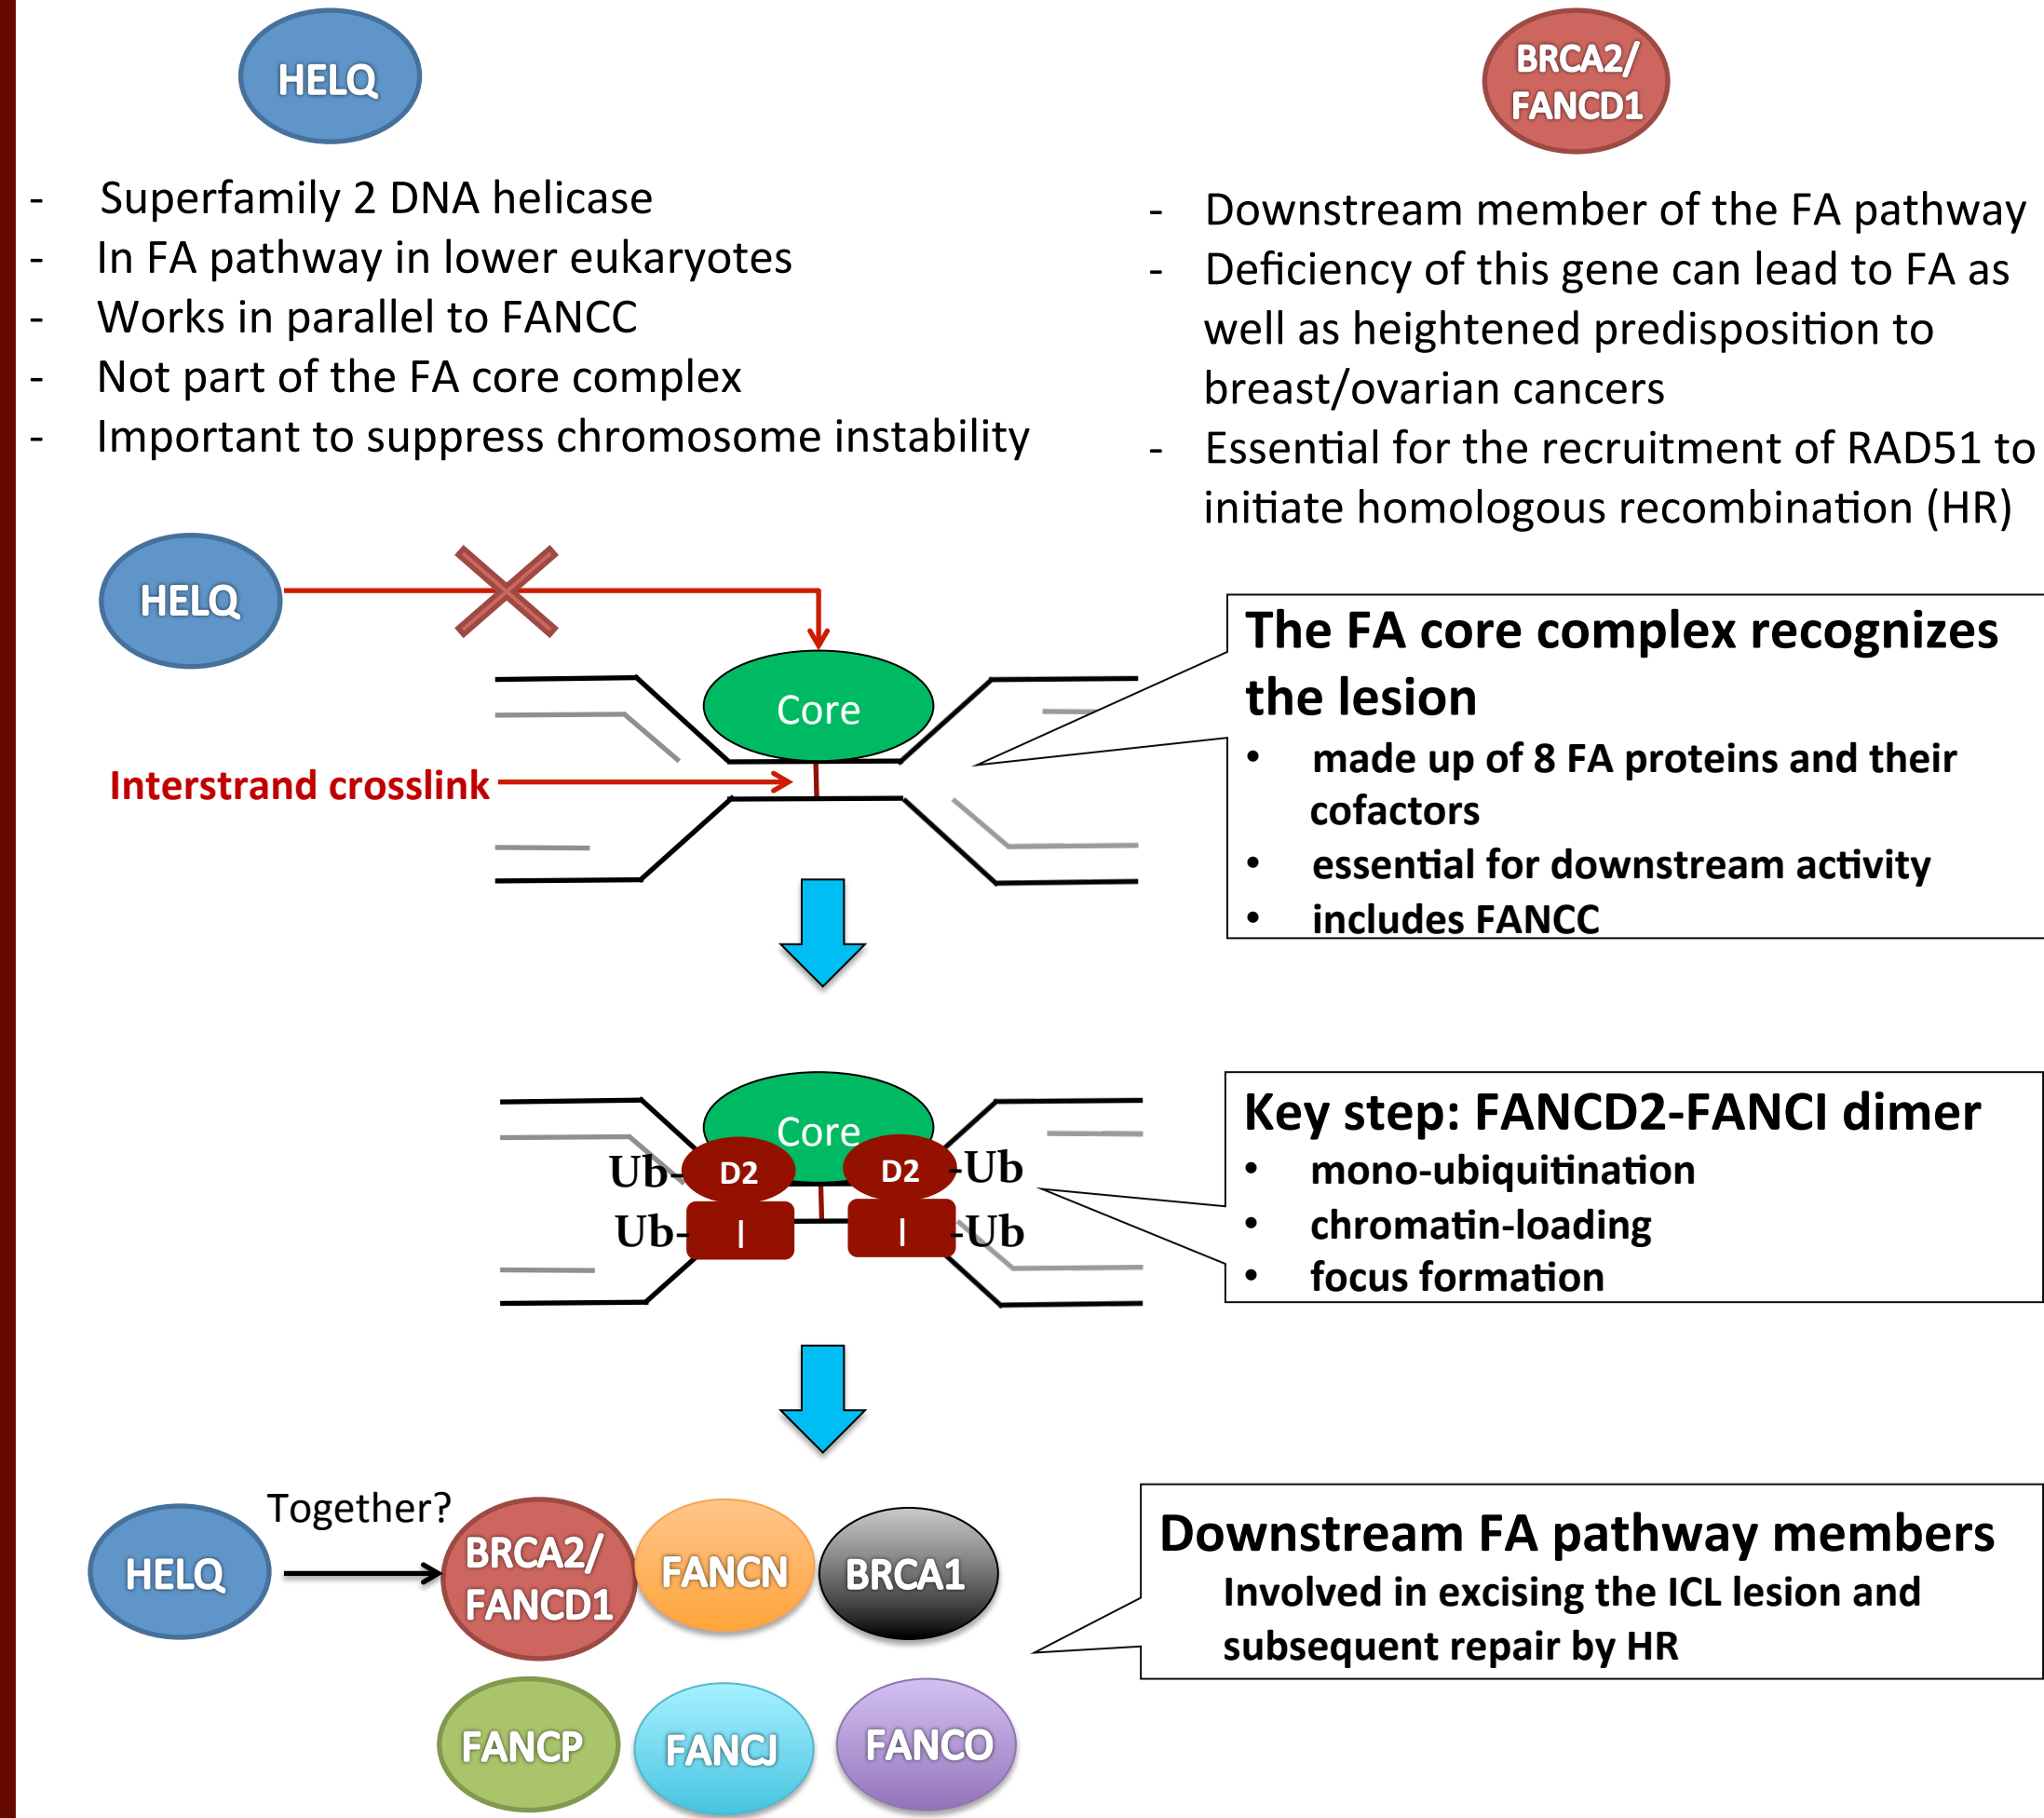 HELQ
- Superfamily 2 DNA helicase
- In FA pathway in lower eukaryotes
- Works in parallel to FANCC
- Not part of the FA core complex
- Important to suppress chromosome instability
BRCA2/
FANCD1
- Downstream member of the FA pathway
- Deficiency of this gene can lead to FA as
well as heightened predisposition to
breast/ovarian cancers
- Essential for the recruitment of RAD51 to
initiate homologous recombination (HR)
HELQ
Core
Interstrand crosslink
The FA core complex recognizes
the lesion
• made up of 8 FA proteins and their
cofactors
• essential for downstream activity
• includes FANCC
Core
Ub- D2 D2 -Ub
Ub- I I -Ub
Key step: FANCD2-FANCI dimer
• mono-ubiquitination
• chromatin-loading
• focus formation
HELQ
Together?
BRCA2/
FANCD1
FANCN
BRCA1
FANCP
FANCJ
FANCO
Downstream FA pathway members
Involved in excising the ICL lesion and
subsequent repair by HR